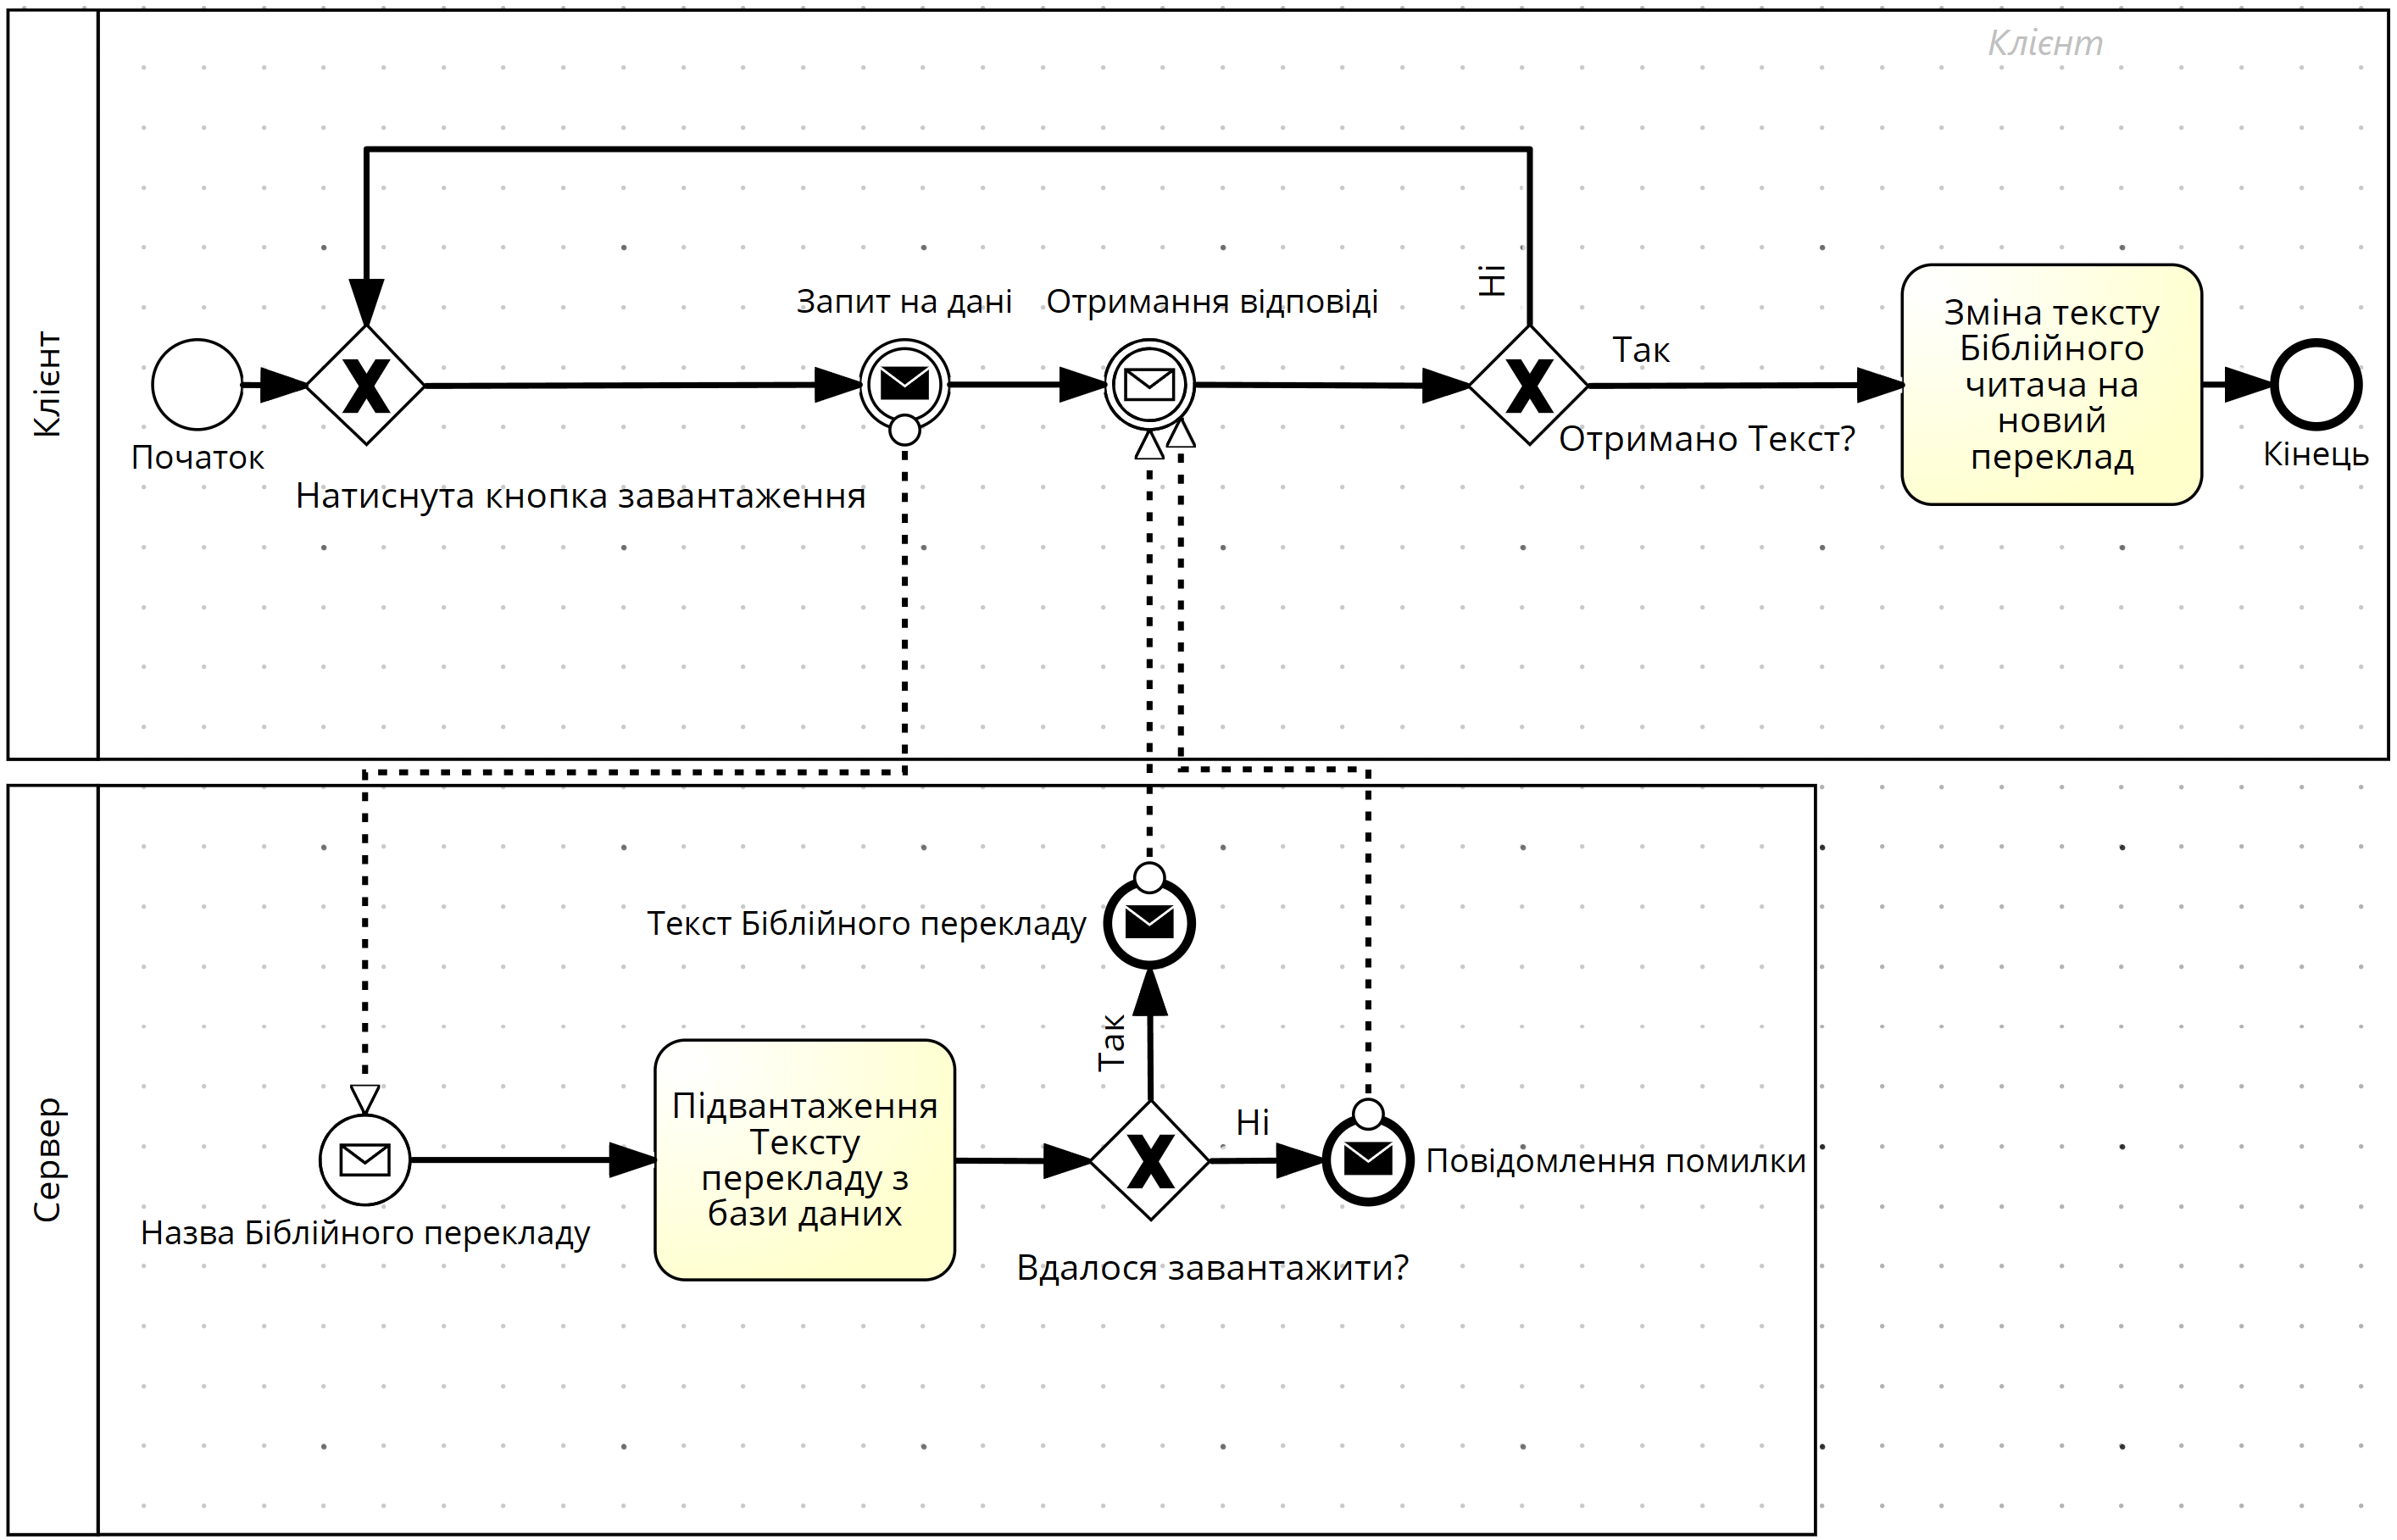 Клієнт
Клієнт
Початок
Натиснута кнопка завантаження
Запит на дані
Отримання відповіді
Ні
Так
Отримано Текст?
Зміна тексту
Біблійного
читача на
новий
переклад
Кінець
Сервер
Назва Біблійного перекладу
Підвантаження
Тексту
перекладу з
бази даних
Текст Біблійного перекладу
Так
Ні
Вдалося завантажити?
Повідомлення помилки